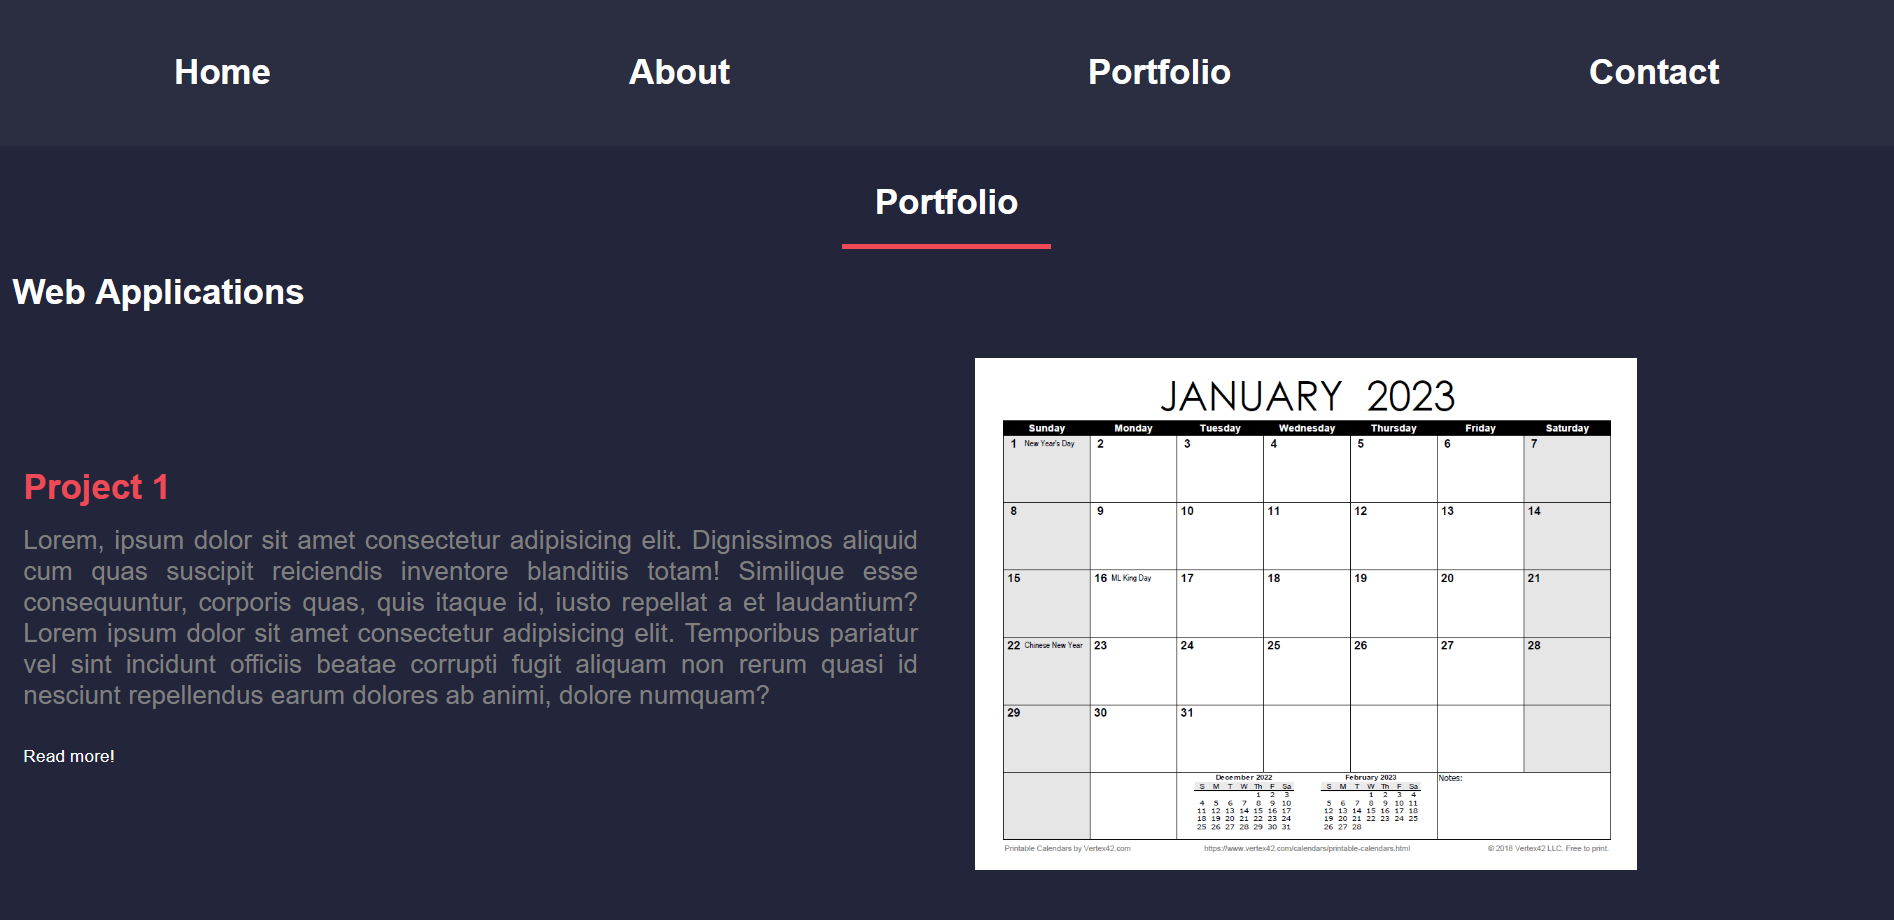 Home About Portfolio Contact
Portfolio
Web Applications
Project 1
Lorem, ipsum dolor sit amet consectetur adipisicing elit. Dignissimos aliquid
cum quas suscipit reiciendis inventore blanditiis totam! Similique esse
consequuntur, corporis quas, quis itaque id, iusto repellat a et laudantium?
Lorem ipsum dolor sit amet consectetur adipisicing elit. Temporibus pariatur
vel sint incidunt officiis beatae corrupti fugit aliquam non rerum quasi id
nesciunt repellendus earum dolores ab animi, dolore numquam?
Read more!
JANUARY 2023
Sunday Monday Tuesday Wednesday Thursday Friday Saturday
1 New Year's Day 2 3 4 5 6 7
8 9 10 11 12 13 14
15 16 ML King Day 17 18 19 20 21
22 Chinese New Year 23 24 25 26 27 28
29 30 31
December 2022
S M T W Th F Sa
1 2 3
4 5 6 7 8 9 10
11 12 13 14 15 16 17
18 19 20 21 22 23 24
25 26 27 28 29 30 31
February 2023
S M T W Th F Sa
1 2 3 4
5 6 7 8 9 10 11
12 13 14 15 16 17 18
19 20 21 22 23 24 25
26 27 28
Notes:
Printable Calendars by Vertex42.com https://www.vertex42.com/calendars/printable-calendars.html © 2018 Vertex42 LLC. Free to print.